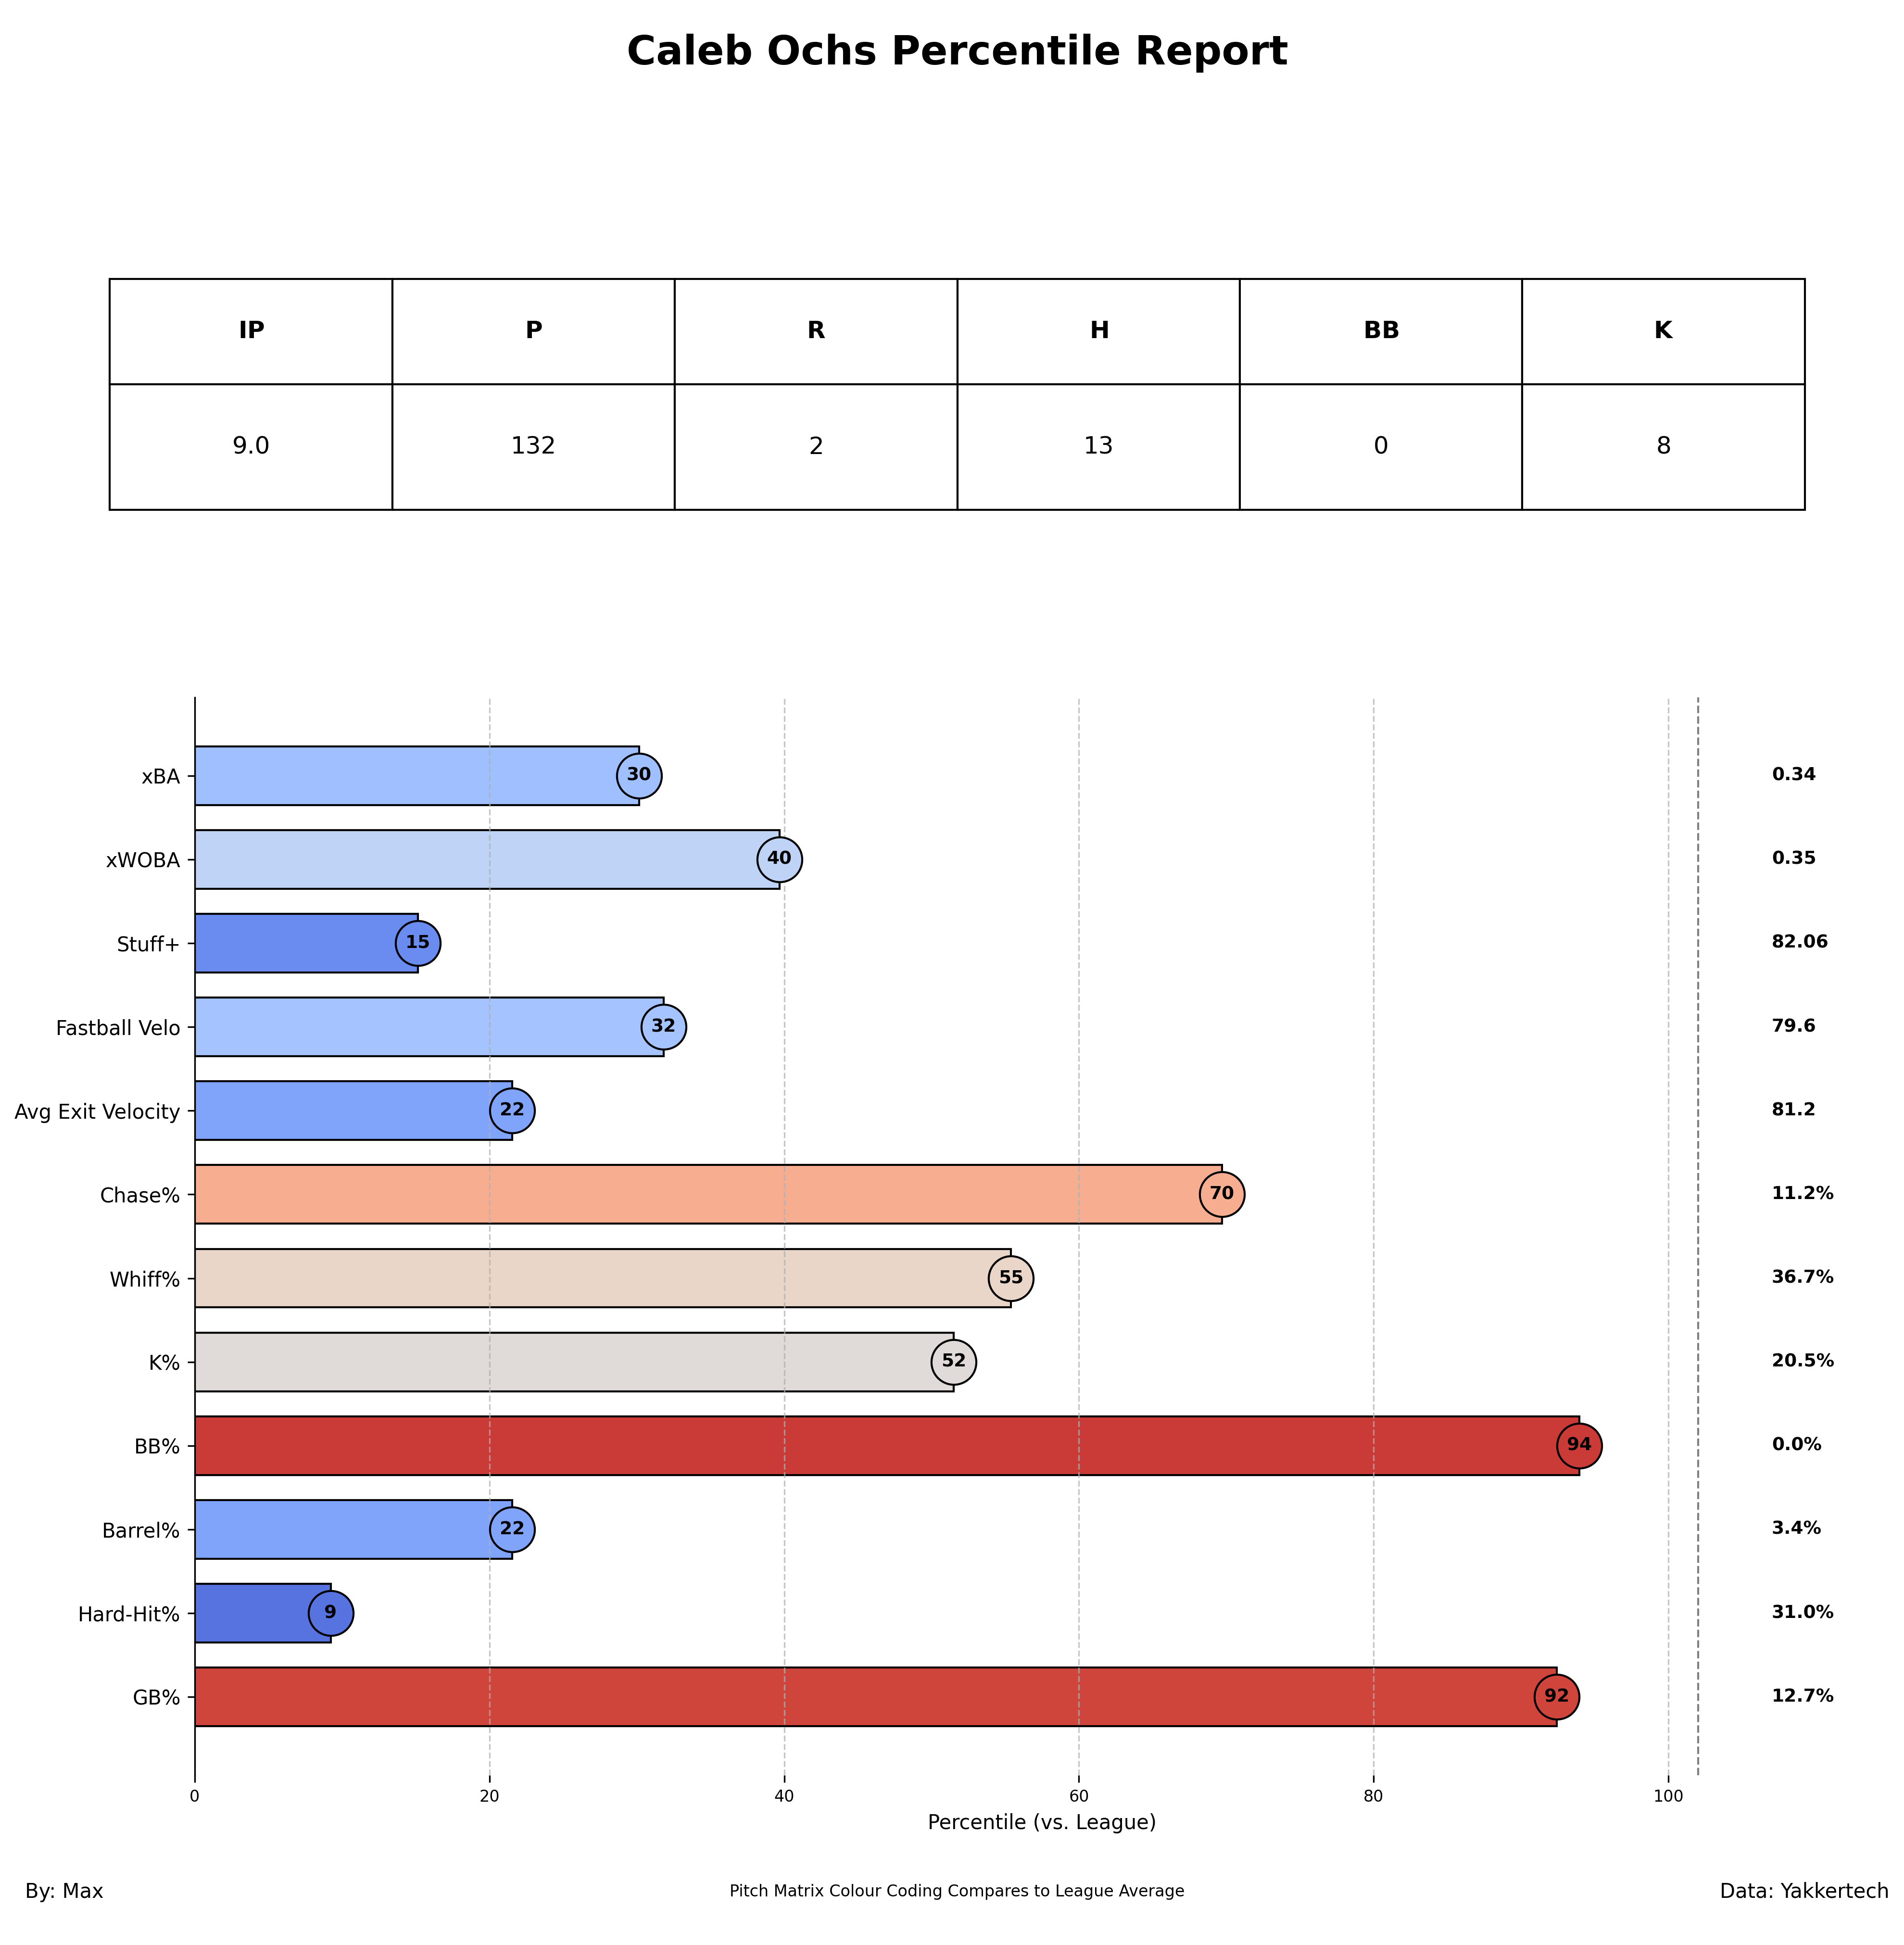 Caleb Ochs Percentile Report
IP P R H BB K
9.0 132 2 13 0 8
xBA 30 0.34
xWOBA 40 0.35
Stuff+ 15 82.06
Fastball Velo 32 79.6
Avg Exit Velocity 22 81.2
Chase% 70 11.2%
Whiff% 55 36.7%
K% 52 20.5%
BB% 94 0.0%
Barrel% 22 3.4%
Hard-Hit% 9 31.0%
GB% 92 12.7%
0 20 40 60 80 100
Percentile (vs. League)
By: Max Pitch Matrix Colour Coding Compares to League Average Data: Yakkertech